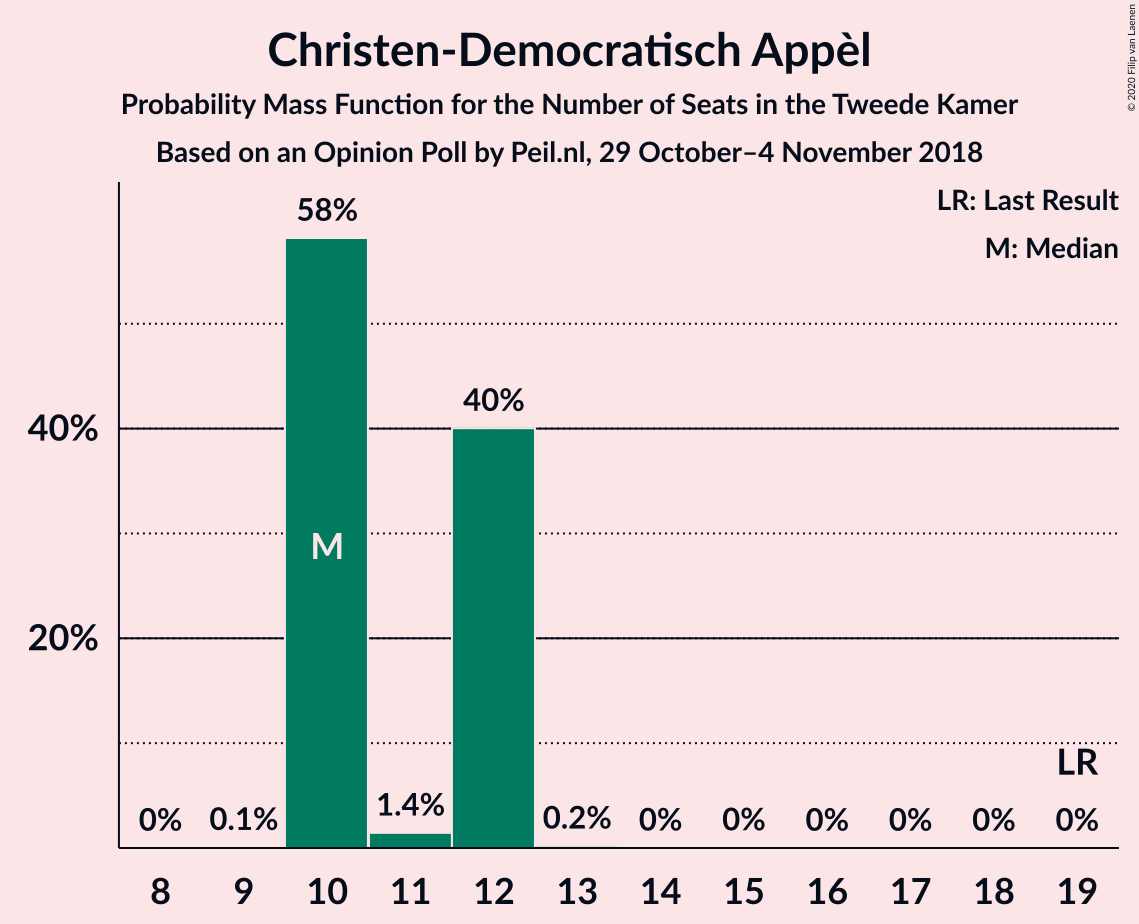 Christen-Democratisch Appèl
Probability Mass Function for the Number of Seats in the Tweede Kamer
Based on an Opinion Poll by Peil.nl, 29 October–4 November 2018
© 2020 Filip van Laenen
LR: Last Result
M: Median
58%
40%
40%
M
20%
LR
0%
0.1%
1.4%
0.2%
0%
0%
0%
0%
0%
0%
8 9 10 11 12 13 14 15 16 17 18 19